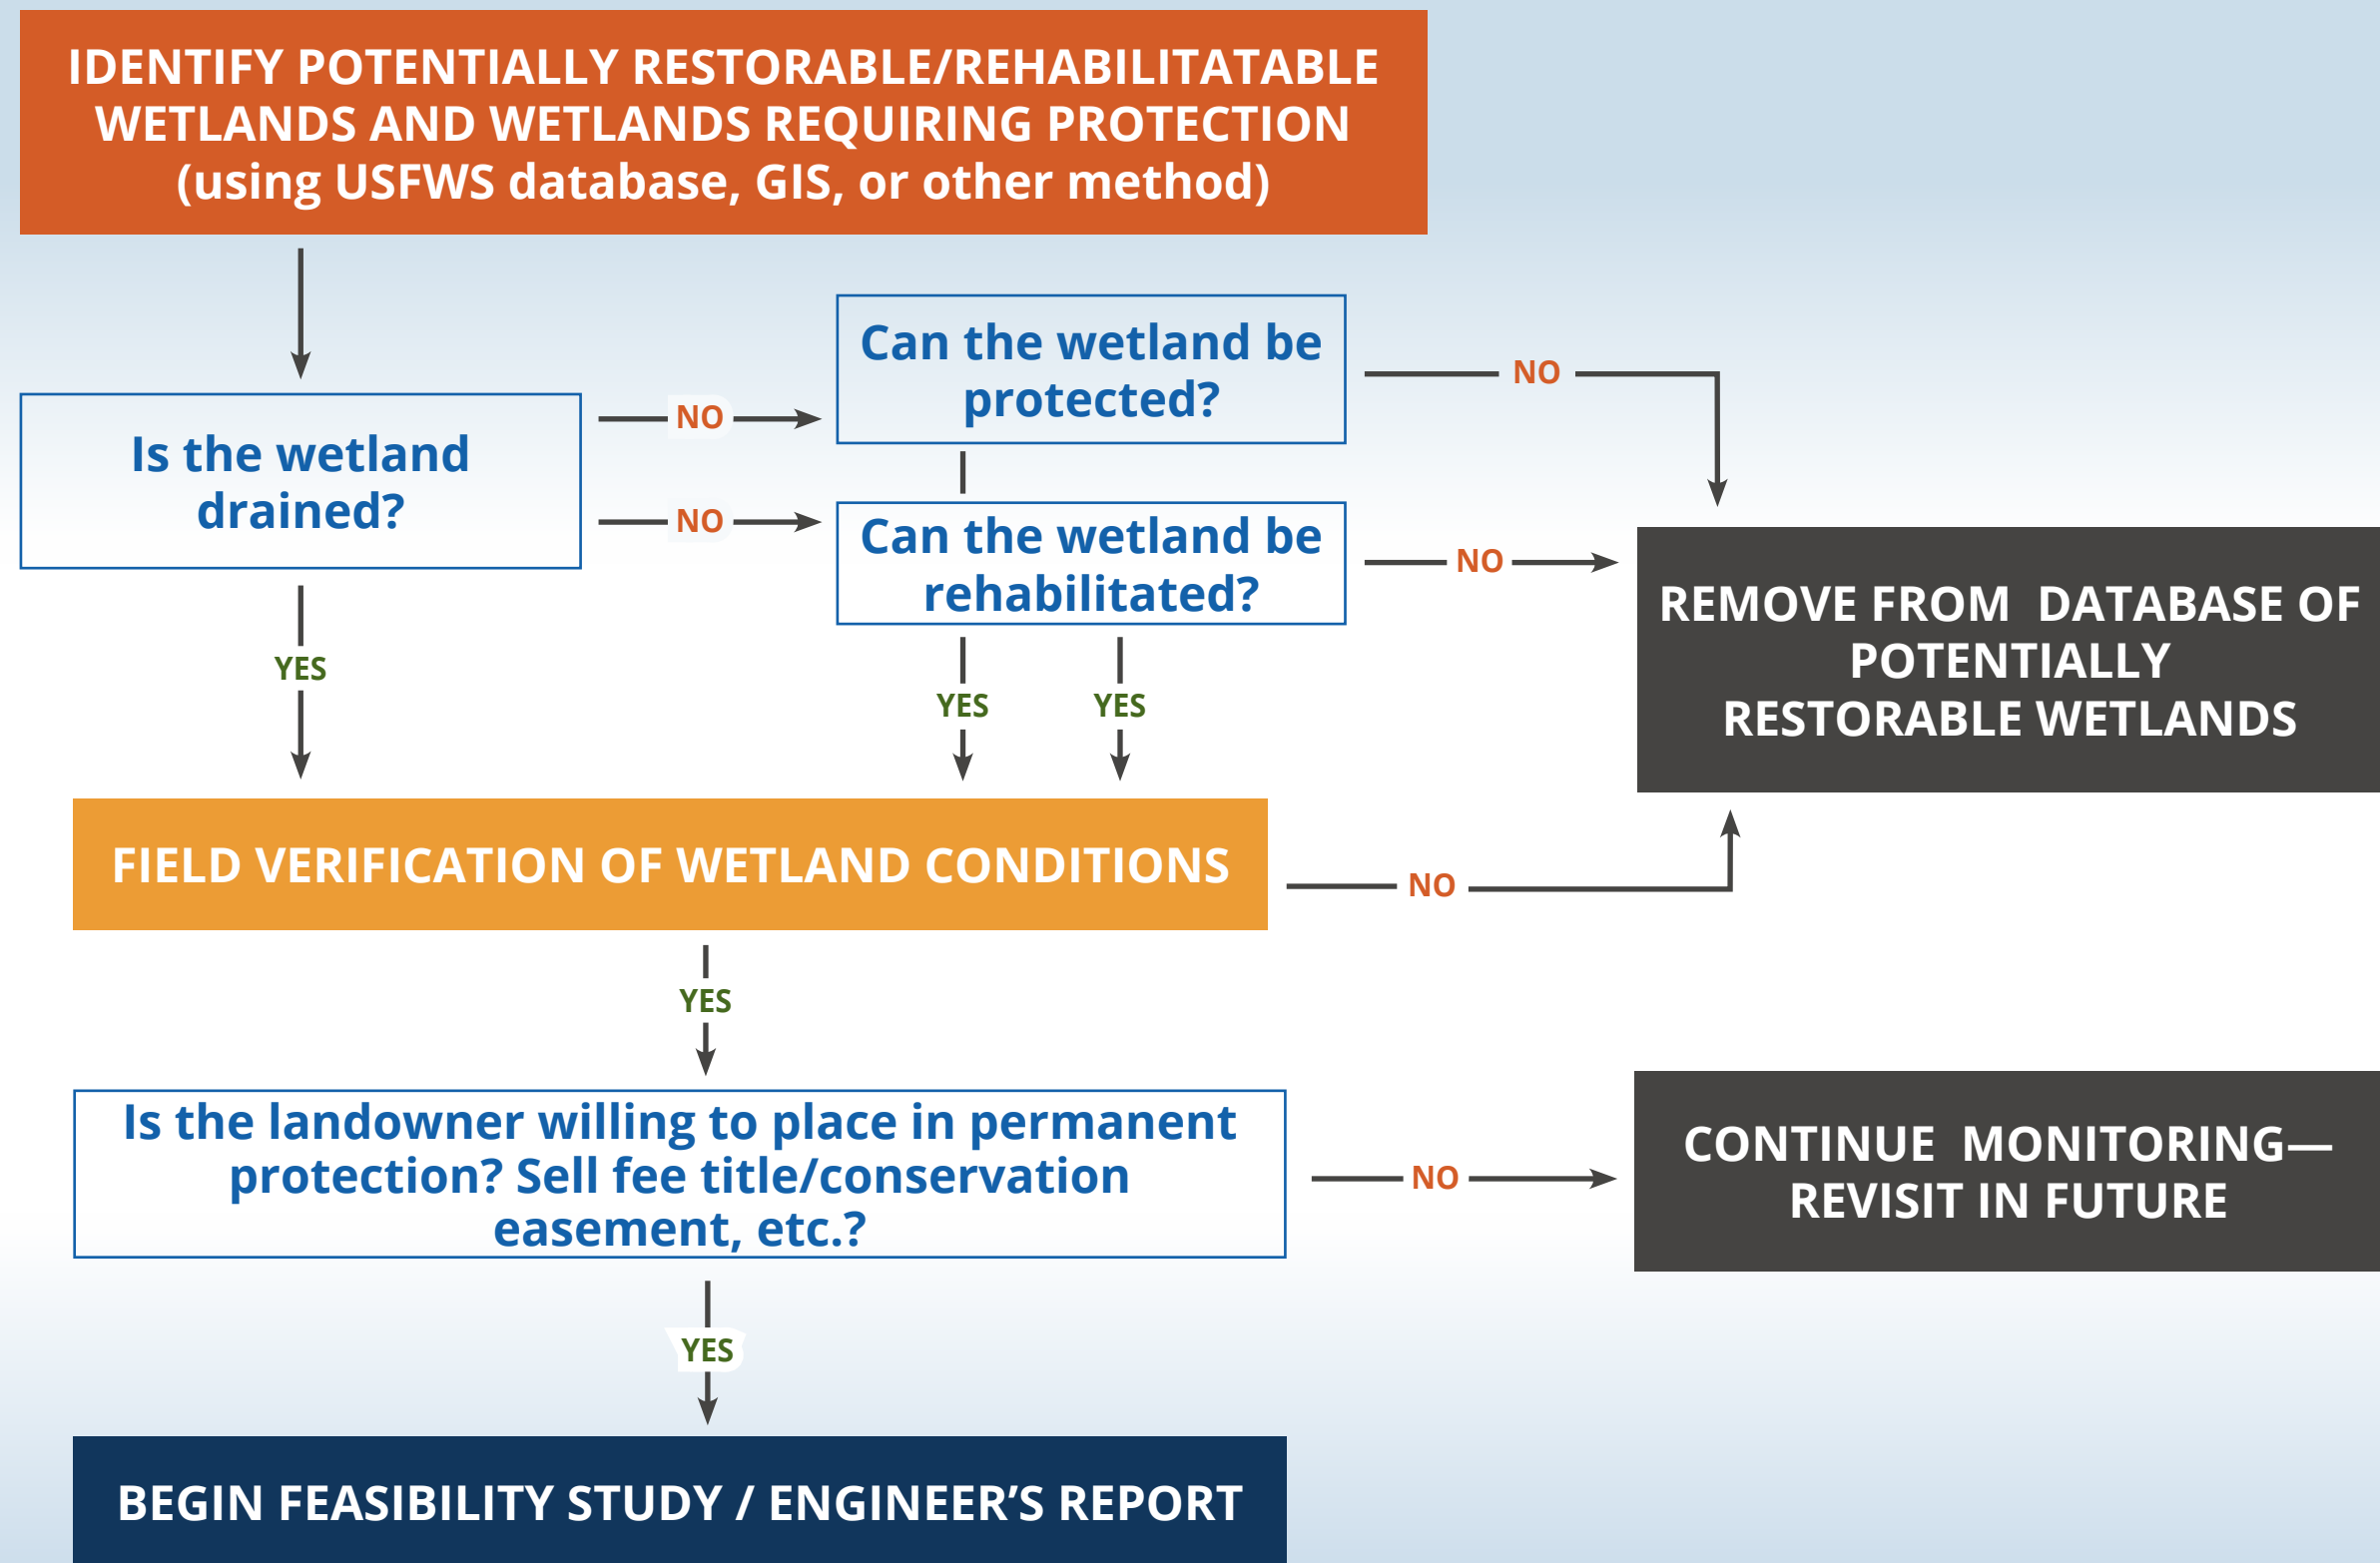 IDENTIFY POTENTIALLY RESTORABLE/REHABILITATABLE
WETLANDS AND WETLANDS REQUIRING PROTECTION
(using USFWS database, GIS, or other method)
Is the wetland
drained?
NO
NO
Can the wetland be
protected?
NO
Can the wetland be
rehabilitated?
NO
REMOVE FROM  DATABASE OF
POTENTIALLY
RESTORABLE WETLANDS
YES
YES
YES
FIELD VERIFICATION OF WETLAND CONDITIONS
NO
YES
Is the landowner willing to place in permanent
protection? Sell fee title/conservation
easement, etc.?
NO
CONTINUE  MONITORING—
REVISIT IN FUTURE
YES
BEGIN FEASIBILITY STUDY / ENGINEER’S REPORT